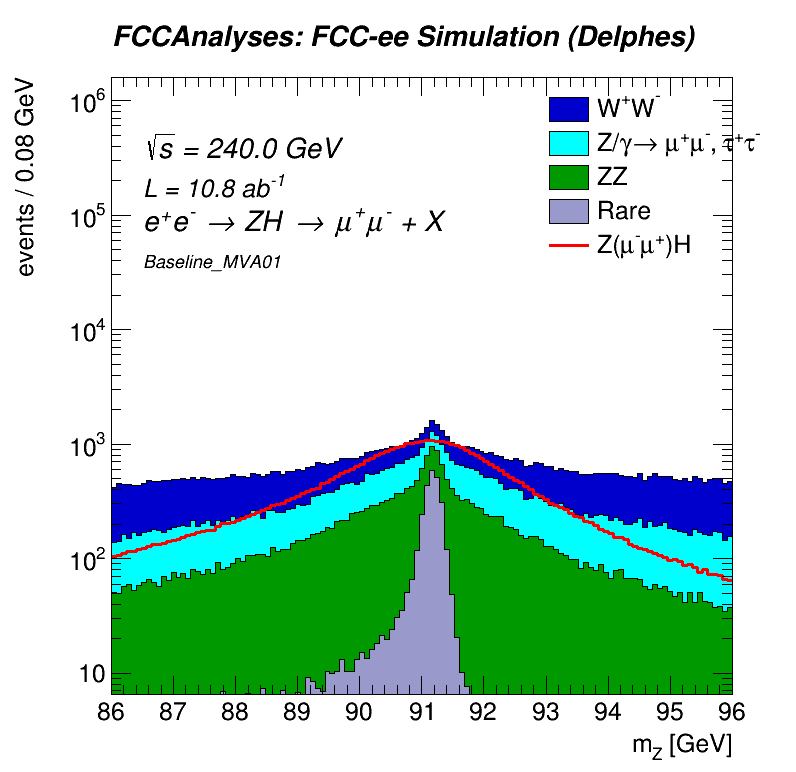 FCCAnalyses: FCC-ee Simulation (Delphes)
events / 0.08 GeV
10⁶
10⁵
10⁴
10³
10²
10
√s = 240.0 GeV
L = 10.8 ab⁻¹
e⁺e⁻ → ZH → μ⁺μ⁻ + X
Baseline_MVA01
W⁺W⁻
Z/γ→ μ⁺μ⁻, τ⁺τ⁻
ZZ
Rare
Z(μ⁻μ⁺)H
86 87 88 89 90 91 92 93 94 95 96
m_Z [GeV]